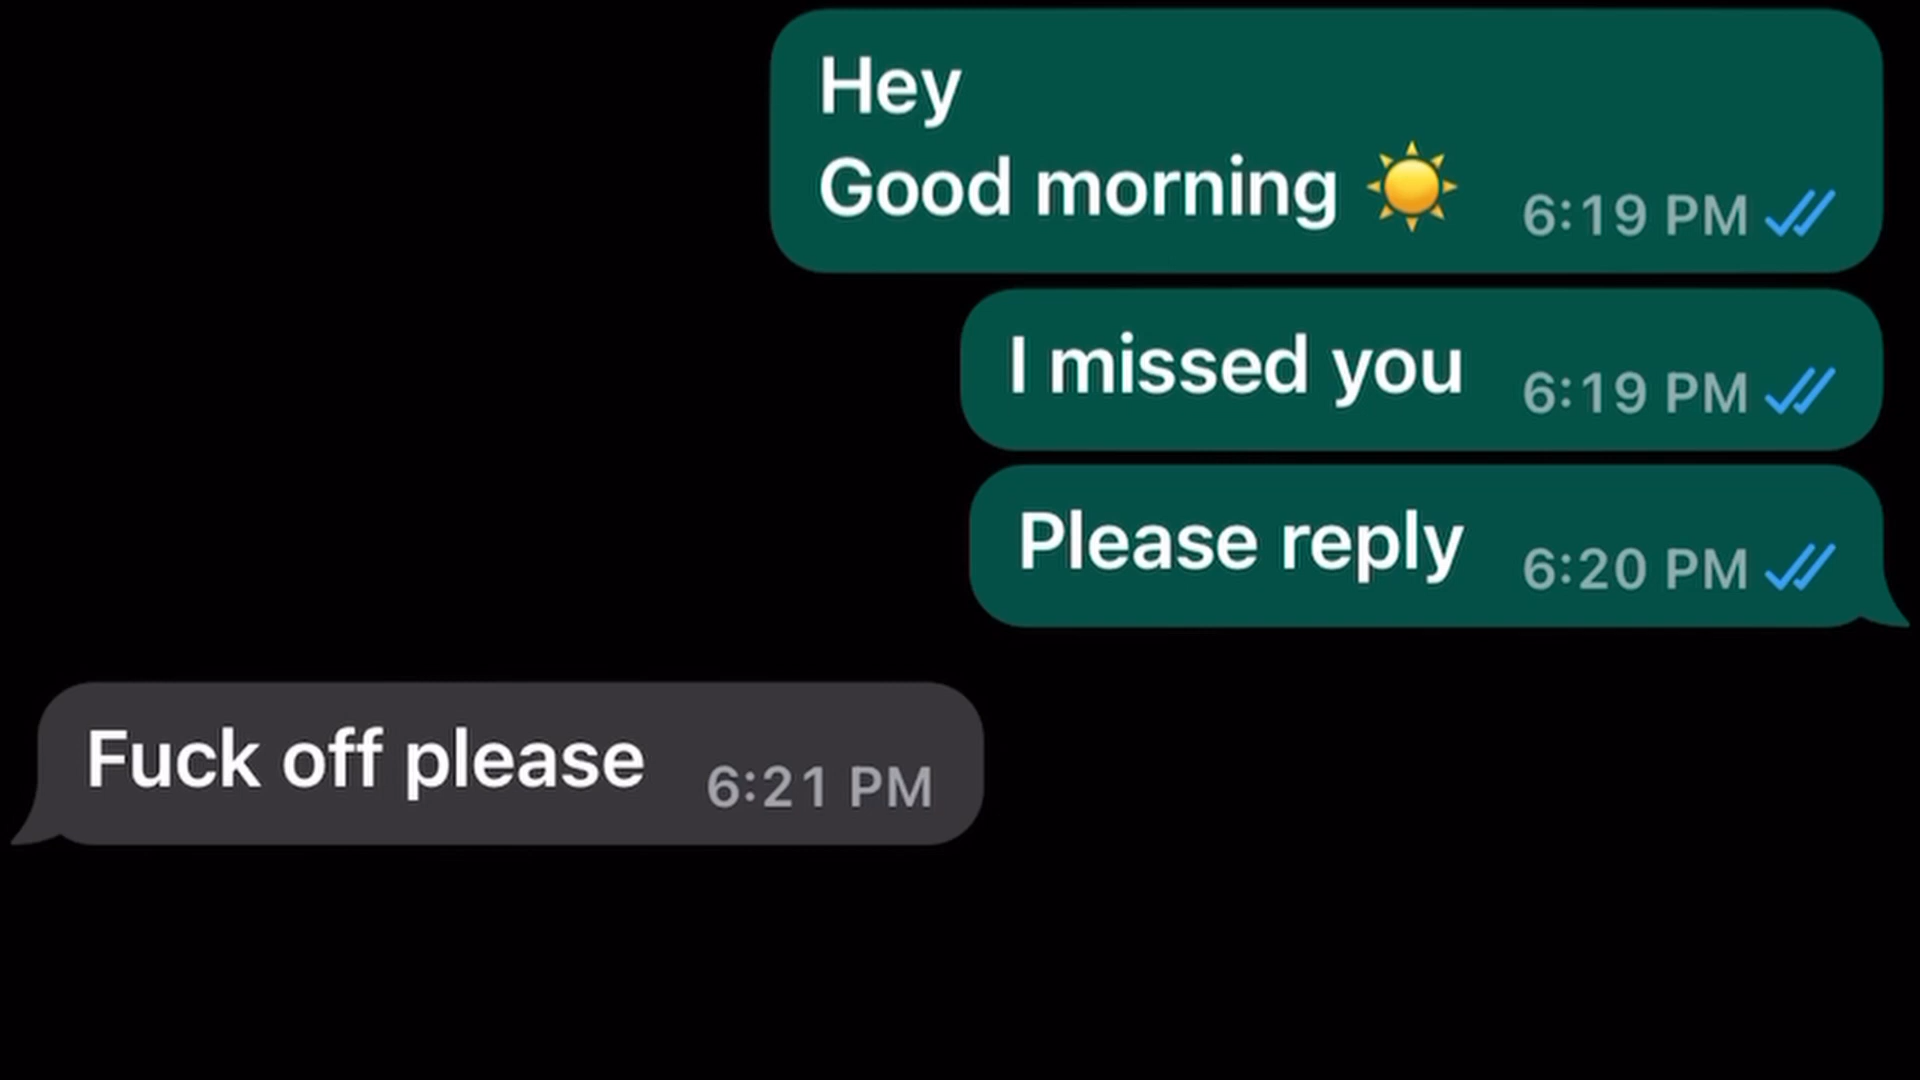 Hey
Good morning ☀️ 6:19 PM
I missed you 6:19 PM
Please reply 6:20 PM
Fuck off please 6:21 PM